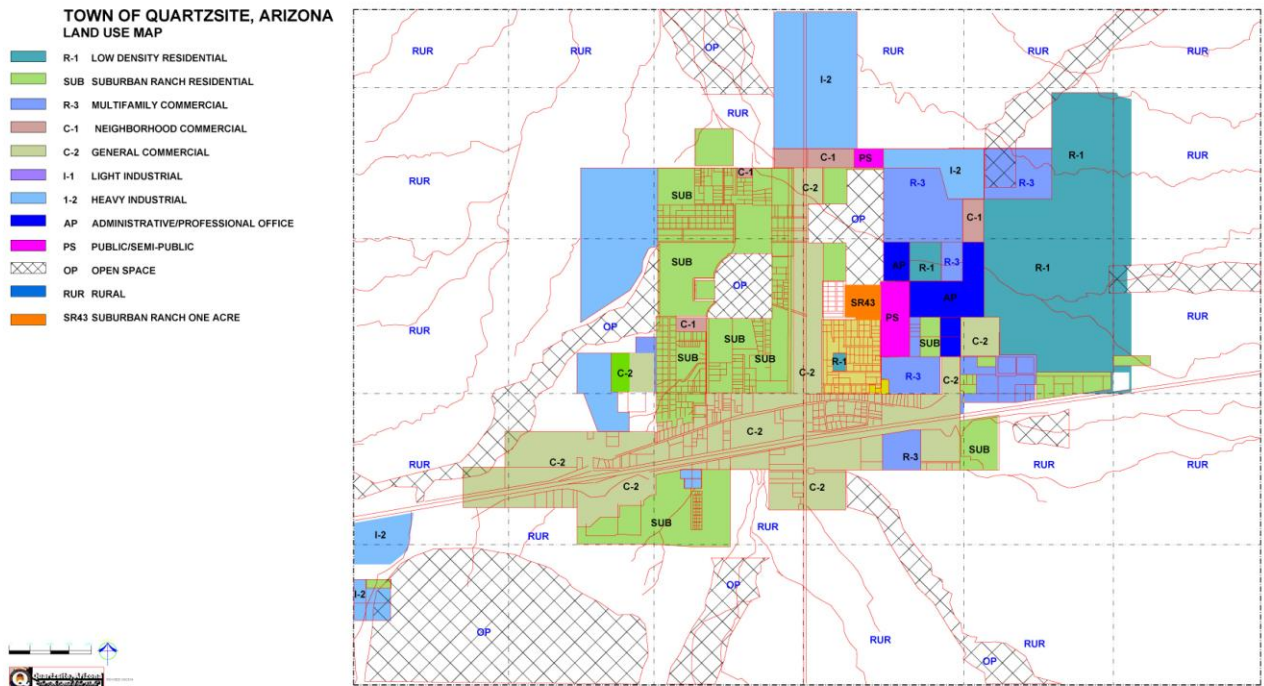 TOWN OF QUARTZSITE, ARIZONA
LAND USE MAP
R-1 LOW DENSITY RESIDENTIAL
SUB SUBURBAN RANCH RESIDENTIAL
R-3 MULTIFAMILY COMMERCIAL
C-1 NEIGHBORHOOD COMMERCIAL
C-2 GENERAL COMMERCIAL
I-1 LIGHT INDUSTRIAL
1-2 HEAVY INDUSTRIAL
AP ADMINISTRATIVE/PROFESSIONAL OFFICE
PS PUBLIC/SEMI-PUBLIC
OP OPEN SPACE
RUR RURAL
SR43 SUBURBAN RANCH ONE ACRE
RUR RUR OP RUR RUR RUR
I-2
RUR
C-1 PS R-1 RUR
I-2
C-1 C-2 R-3 R-3
RUR
SUB
OP C-1
RUR
SUB AP R-1 R-3 R-1
OP RUR
SR43 AP
OP C-1 PS
RUR
SUB SUB SUB C-2
C-2 SUB SUB R-1 R-3 C-2
C-2
C-2
RUR C-2 R-3 SUB RUR RUR
C-2 C-2
SUB
I-2 RUR RUR
I-2 OP
OP RUR RUR
OP
Quartzsite, Arizona